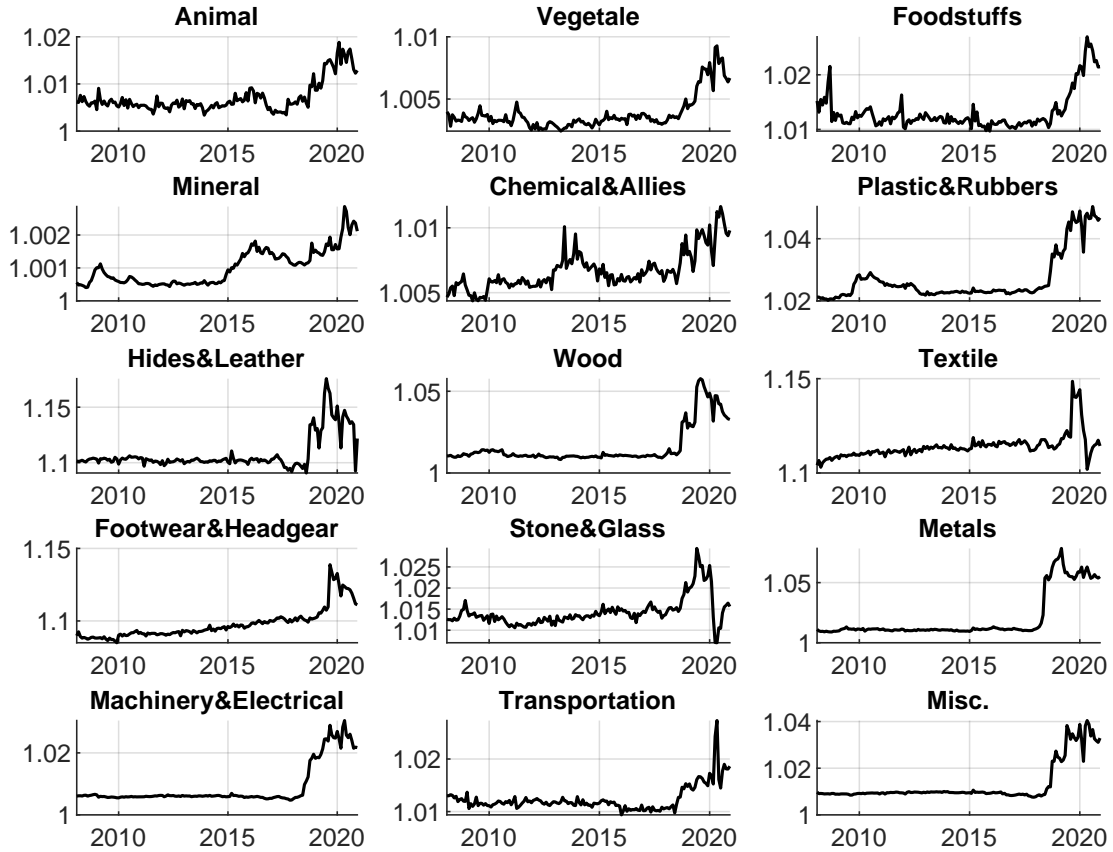 Animal
1.02
1.01
1
2010 2015 2020
Vegetale
1.01
1.005
2010 2015 2020
Foodstuffs
1.02
1.01
2010 2015 2020
Mineral
1.002
1.001
1
2010 2015 2020
Chemical&Allies
1.01
1.005
2010 2015 2020
Plastic&Rubbers
1.04
1.02
2010 2015 2020
Hides&Leather
1.15
1.1
2010 2015 2020
Wood
1.05
1
2010 2015 2020
Textile
1.15
1.1
2010 2015 2020
Footwear&Headgear
1.15
1.1
2010 2015 2020
Stone&Glass
1.025
1.02
1.015
1.01
2010 2015 2020
Metals
1.05
1
2010 2015 2020
Machinery&Electrical
1.02
1
2010 2015 2020
Transportation
1.02
1.01
2010 2015 2020
Misc.
1.04
1.02
1
2010 2015 2020